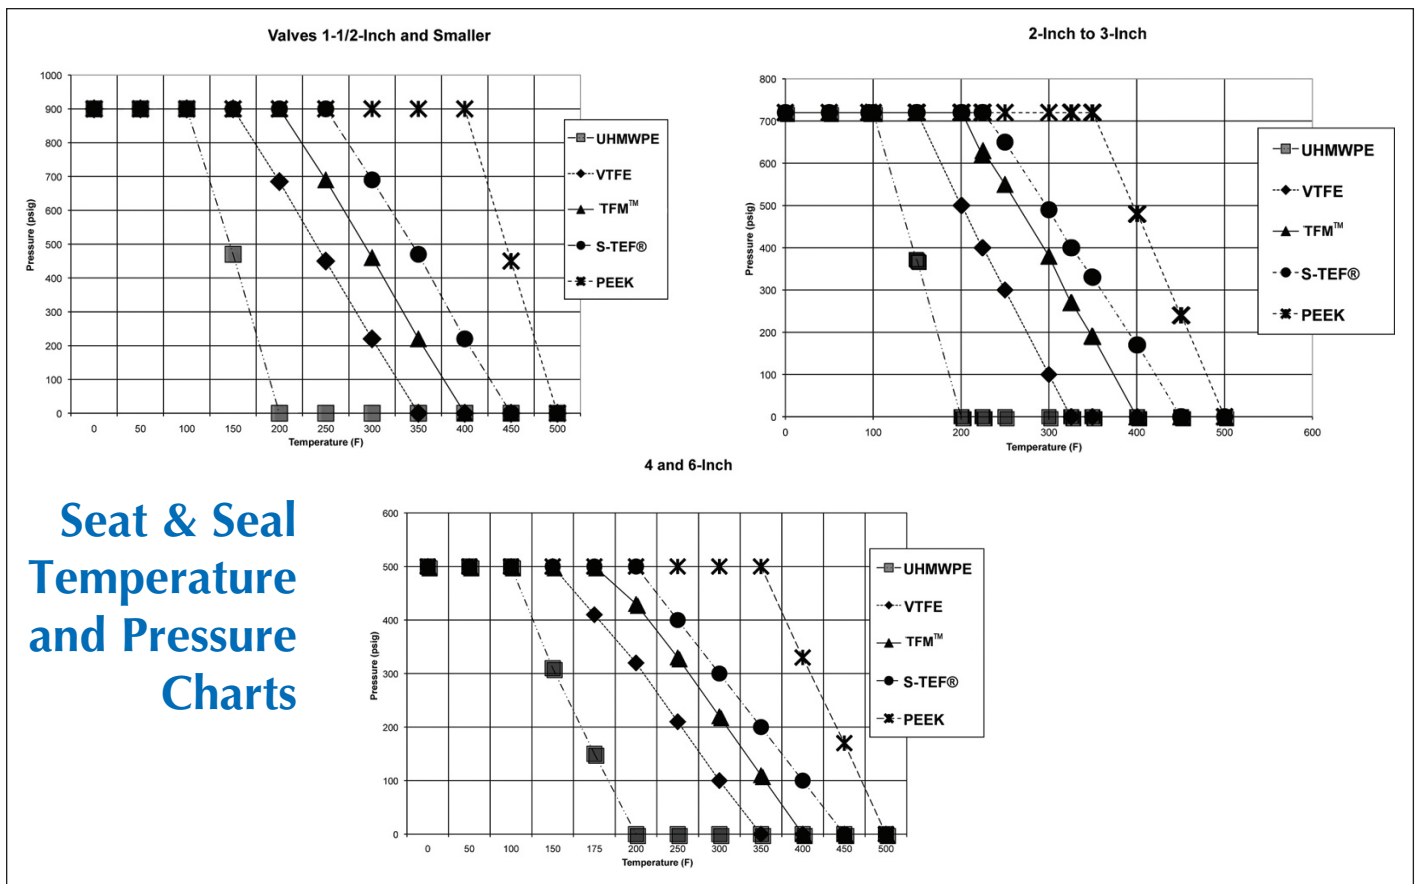 Valves 1-1/2-Inch and Smaller
1000
900
800
700
600
500
400
300
200
100
0
Pressure (psig)
0 50 100 150 200 250 300 350 400 450 500
Temperature (F)
UHMWPE
VTFE
TFM™
S-TEF®
PEEK
2-Inch to 3-Inch
800
700
600
500
400
300
200
100
0
Pressure (psig)
0 100 200 300 400 500 600
Temperature (F)
UHMWPE
VTFE
TFM™
S-TEF®
PEEK
4 and 6-Inch
600
500
400
300
200
100
0
Pressure (psig)
0 50 100 150 175 200 250 300 350 400 450 500
Temperature (F)
UHMWPE
VTFE
TFM™
S-TEF®
PEEK
Seat & Seal
Temperature
and Pressure
Charts